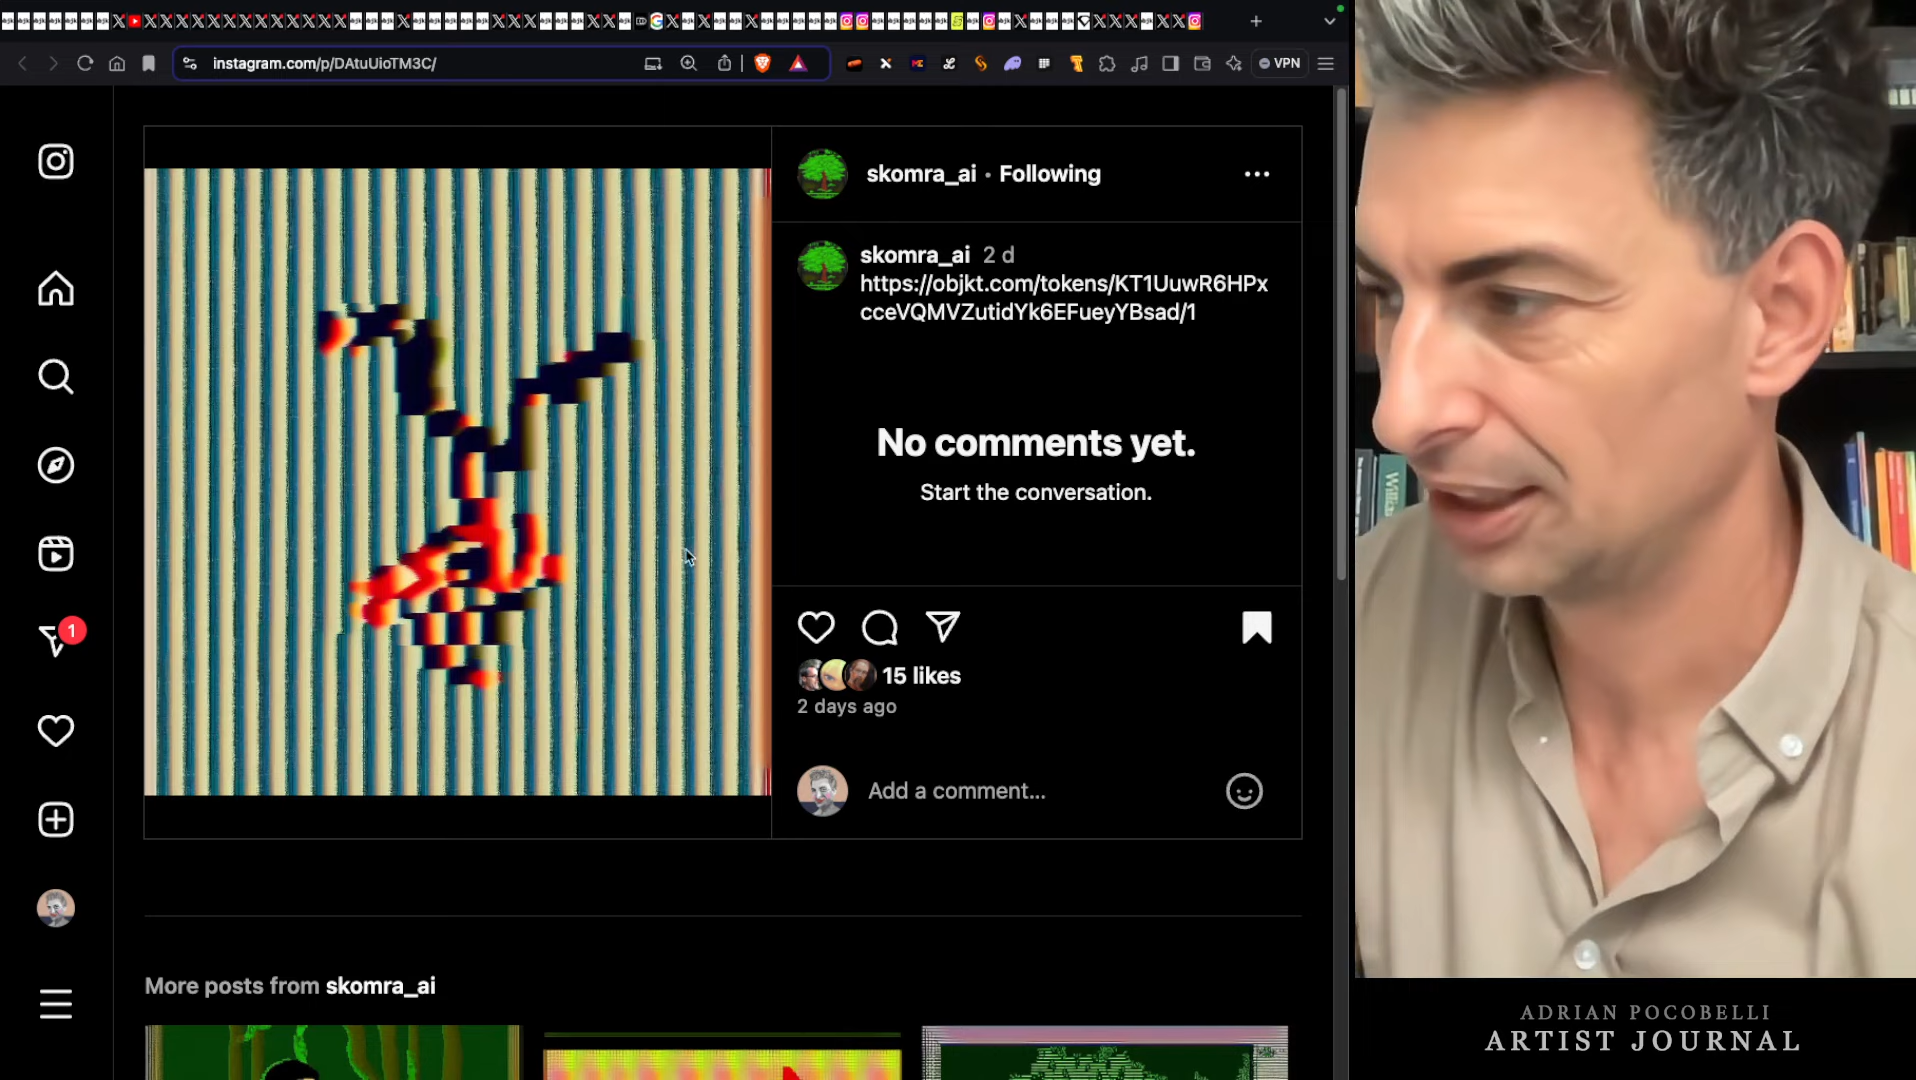 instagram.com/p/DAtuUioTM3C/
VPN
skomra_ai • Following
skomra_ai 2 d
https://objkt.com/tokens/KT1UuwR6HPx
cceVQMVZutidYk6EFueyYBsad/1
No comments yet.
Start the conversation.
1
15 likes
2 days ago
Add a comment...
More posts from skomra_ai
ADRIAN POCOBELLI
ARTIST JOURNAL